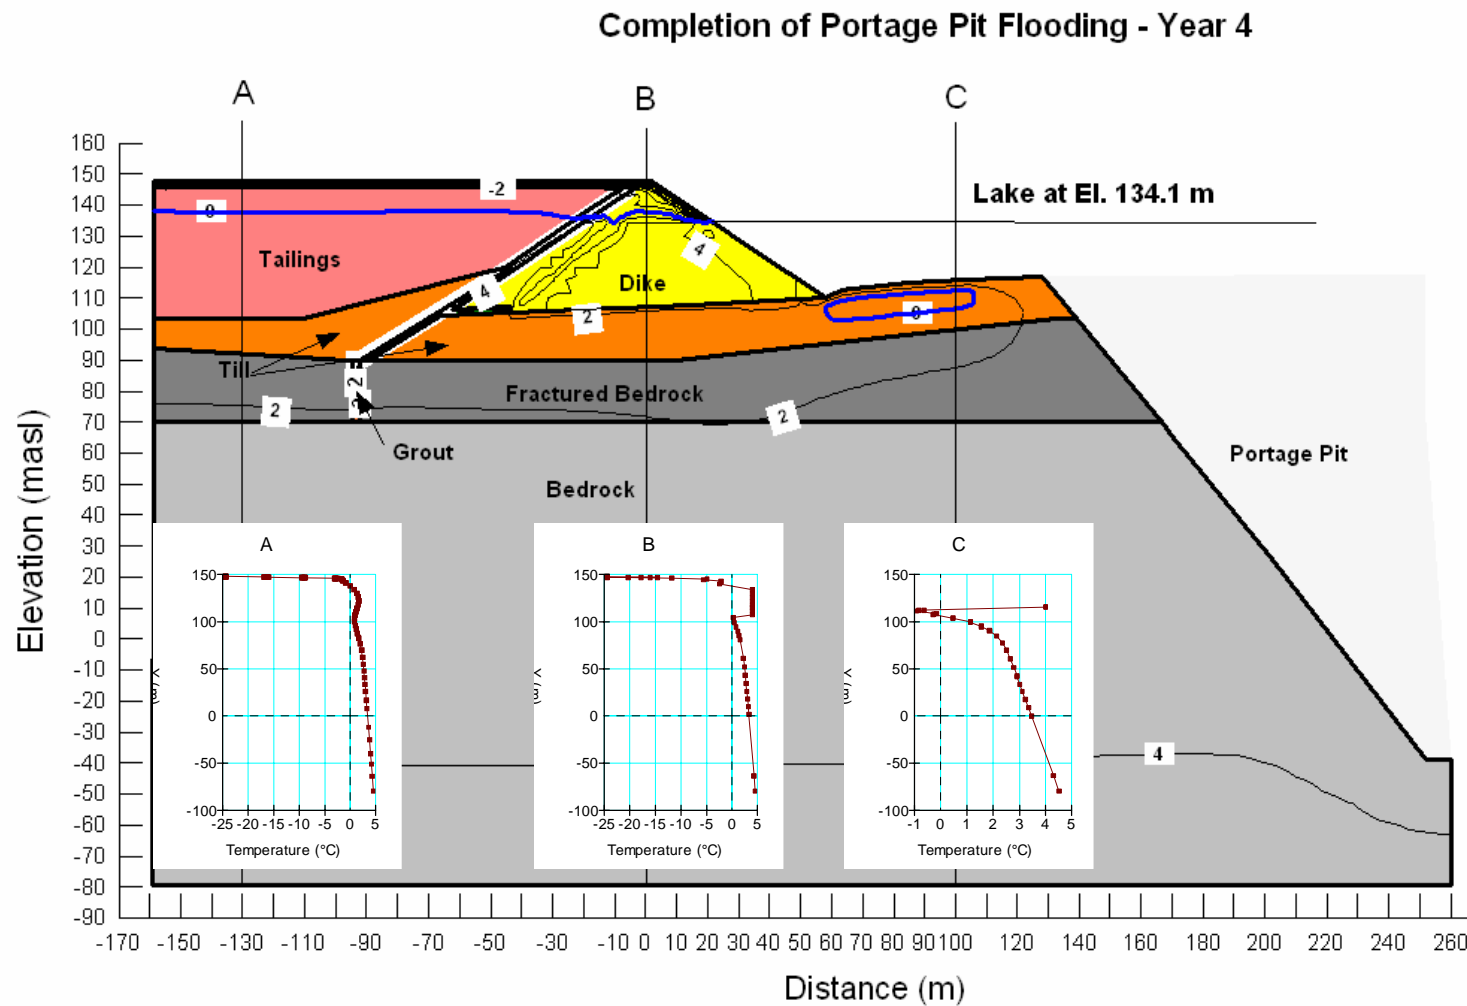 Completion of Portage Pit Flooding - Year 4
A
B
C
160
150
140
130
120
110
100
90
80
70
60
50
40
30
20
10
0
-10
-20
-30
-40
-50
-60
-70
-80
-90
Elevation (masl)
-2
0
Lake at El. 134.1 m
Tailings
4
Dike
4
2
0
Till
2
2
Fractured Bedrock
2
2
Grout
Portage Pit
Bedrock
4
A
150
100
50
0
-50
-100
-25 -20 -15 -10 -5 0 5
Temperature (°C)
B
150
100
50
0
-50
-100
-25 -20 -15 -10 -5 0 5
Temperature (°C)
C
150
100
50
0
-50
-100
-1 0 1 2 3 4 5
Temperature (°C)
-170 -150 -130 -110 -90 -70 -50 -30 -10 0 10 20 30 40 50 60 70 80 90 100 120 140 160 180 200 220 240 260
Distance (m)